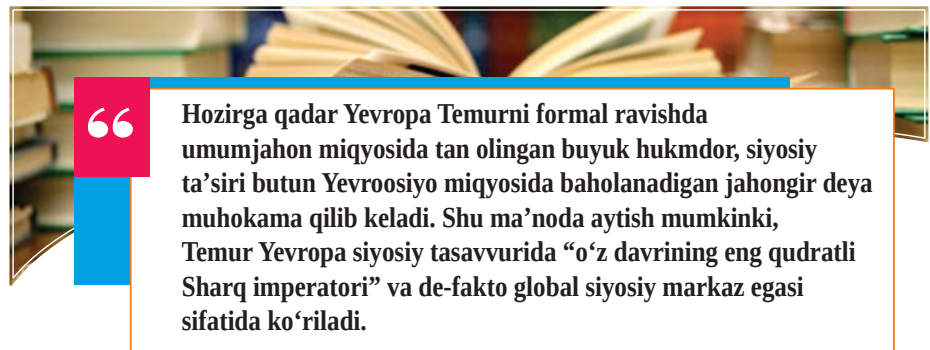 “
Hozirga qadar Yevropa Temurni formal ravishda
umumjahon miqyosida tan olingan buyuk hukmdor, siyosiy
ta’siri butun Yevroosiyo miqyosida baholanadigan jahongir deya
muhokama qilib keladi. Shu ma’noda aytish mumkinki,
Temur Yevropa siyosiy tasavvurida “o‘z davrining eng qudratli
Sharq imperatori” va de-fakto global siyosiy markaz egasi
sifatida ko‘riladi.